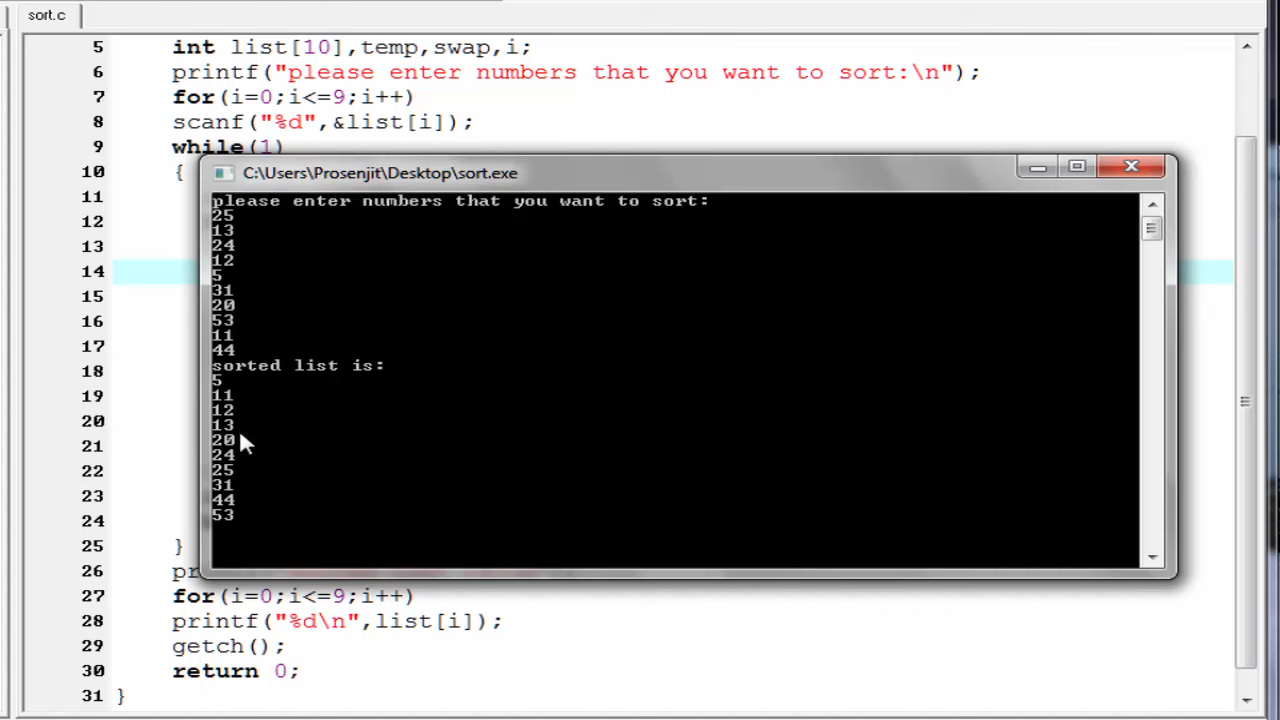 sort.c
5 int list[10],temp,swap,i;
6 printf("please enter numbers that you want to sort:\n");
7 for(i=0;i<=9;i++)
8 scanf("%d",&list[i]);
9 while(1)
10 {
C:\Users\Prosenjit\Desktop\sort.exe
please enter numbers that you want to sort:
25
13
24
12
5
31
20
53
11
44
sorted list is:
5
11
12
13
20
24
25
31
44
53
11
12
13
14
15
16
17
18
19
20
21
22
23
24
25 }
26 pr
27 for(i=0;i<=9;i++)
28 printf("%d\n",list[i]);
29 getch();
30 return 0;
31 }